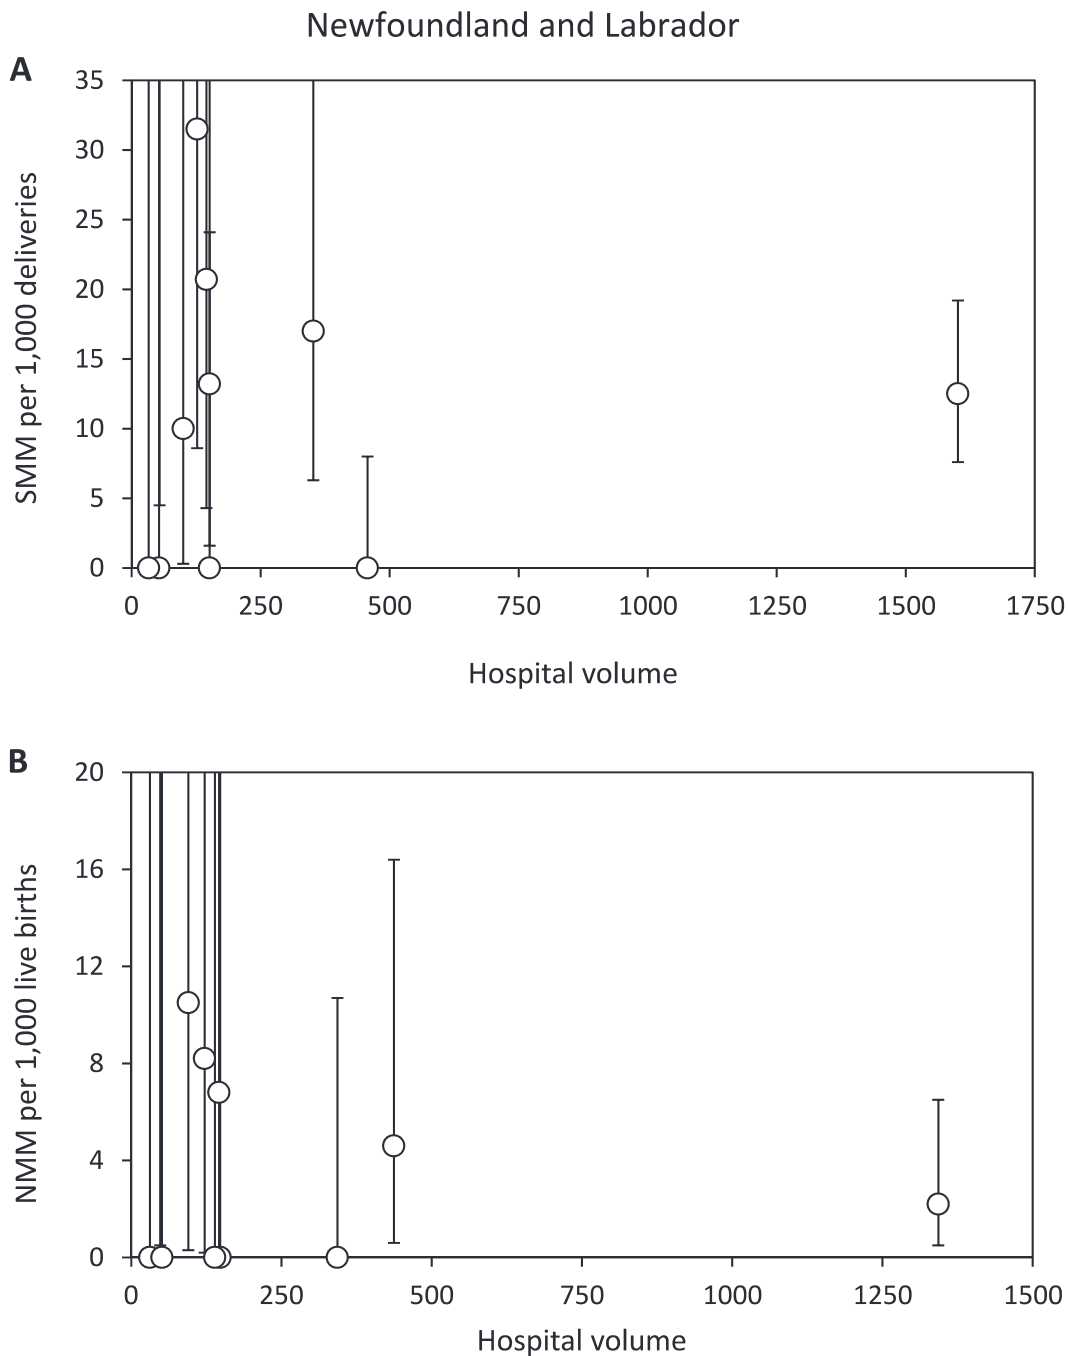 Newfoundland and Labrador
A
35
30
25
20
15
10
5
0
SMM per 1,000 deliveries
0 250 500 750 1000 1250 1500 1750
Hospital volume
B
20
16
12
8
4
0
NMM per 1,000 live births
0 250 500 750 1000 1250 1500
Hospital volume